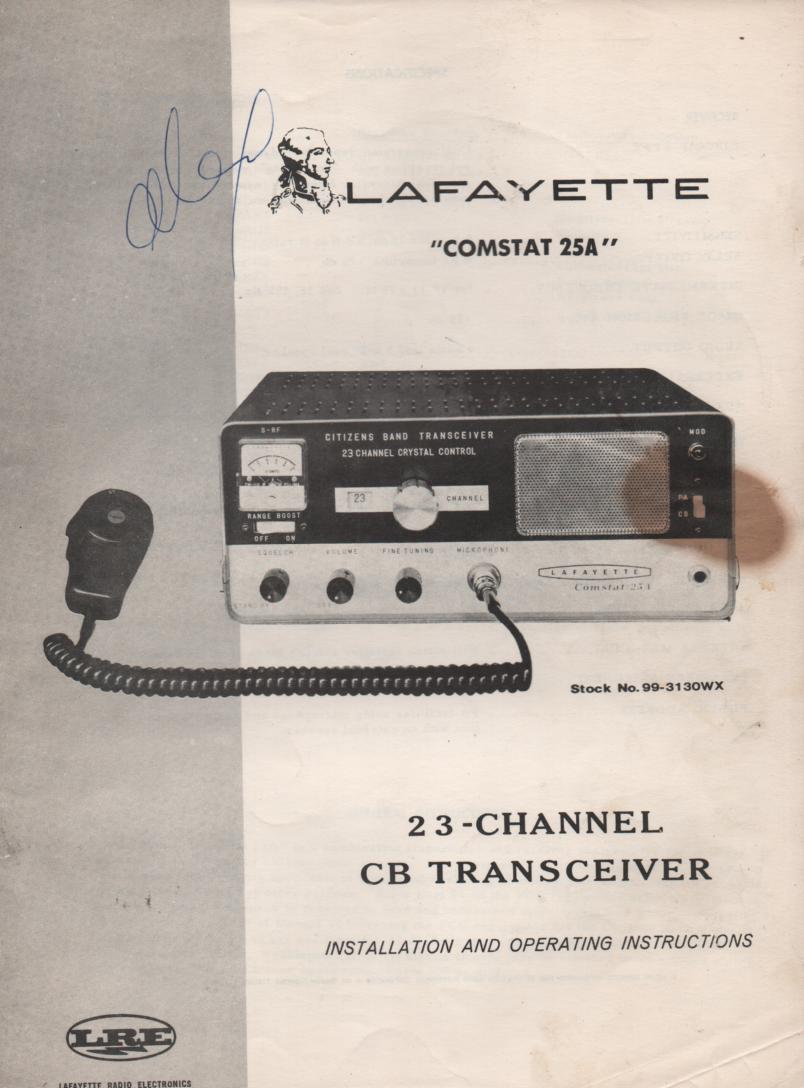 LAFAYETTE
"COMSTAT 25A"
S-RF
CITIZENS BAND TRANSCEIVER
23 CHANNEL CRYSTAL CONTROL
MOD
23
CHANNEL
RANGE BOOST
OFF ON
PA
CB
SQUELCH
VOLUME
FINE TUNING
MICROPHONE
LAFAYETTE
Comstat 25A
Stock No. 99-3130WX
23-CHANNEL
CB TRANSCEIVER
INSTALLATION AND OPERATING INSTRUCTIONS
LRE
LAFAYETTE RADIO ELECTRONICS